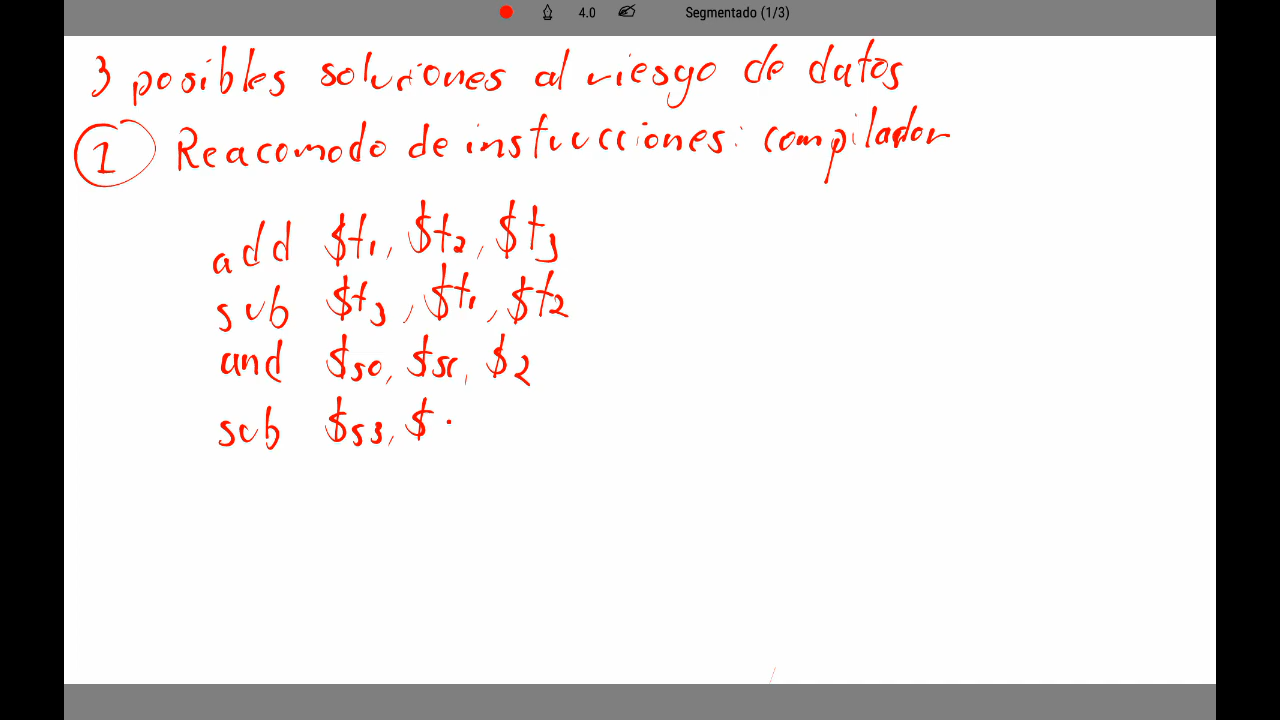 4.0 Segmentado (1/3)
3 posibles soluciones al riesgo de datos
1 Reacomodo de instrucciones: compilador
add $t1, $t2, $t3
sub $t3, $t1, $t2
and $s0, $s1, $2
sub $s3, $